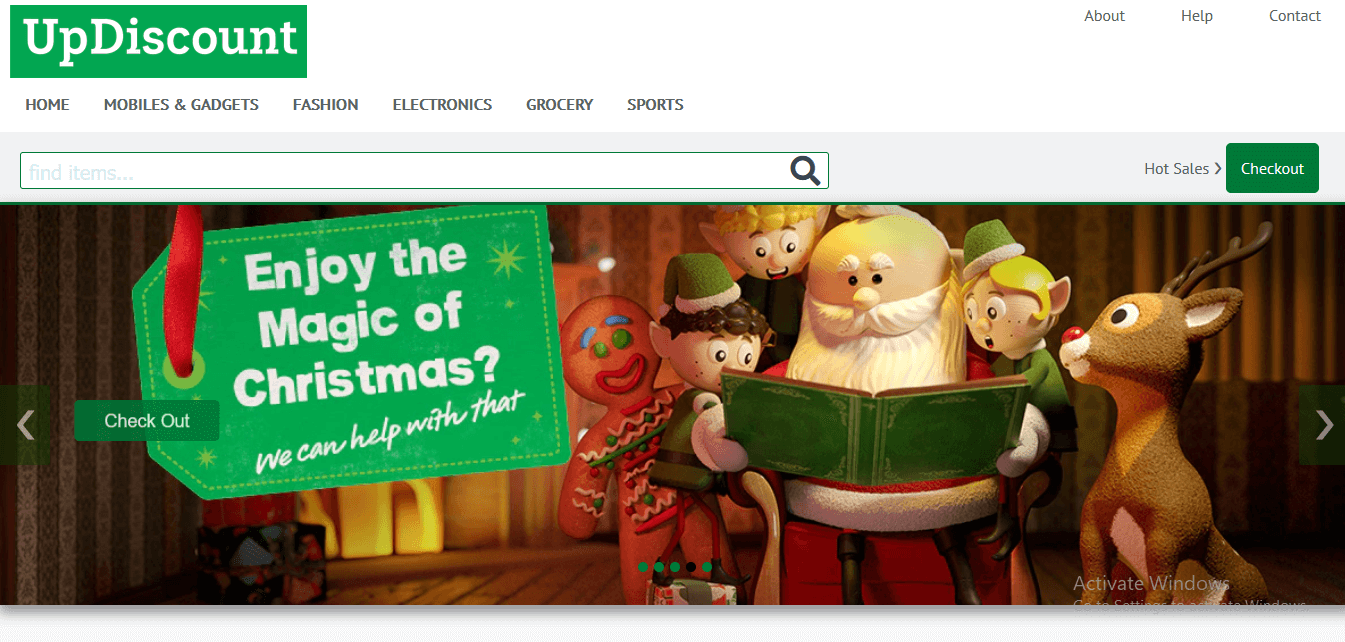 UpDiscount
About Help Contact
HOME MOBILES & GADGETS FASHION ELECTRONICS GROCERY SPORTS
find items...
Hot Sales
Checkout
Enjoy the
Magic of
Christmas?
We can help with that
Check Out
Activate Windows
Go to Settings to activate Windows.